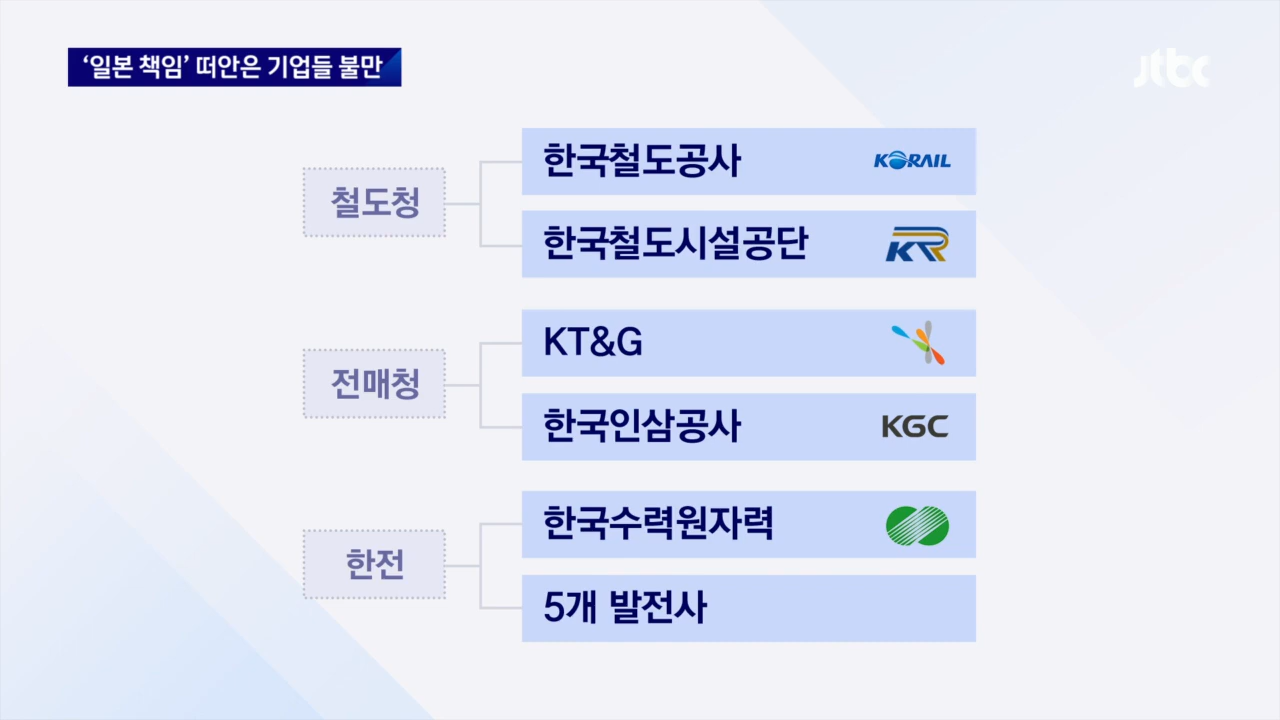 ‘일본 책임’ 떠안은 기업들 불만
jtbc
철도청
한국철도공사
KORAIL
한국철도시설공단
KR
전매청
KT&G
한국인삼공사
KGC
한전
한국수력원자력
5개 발전사